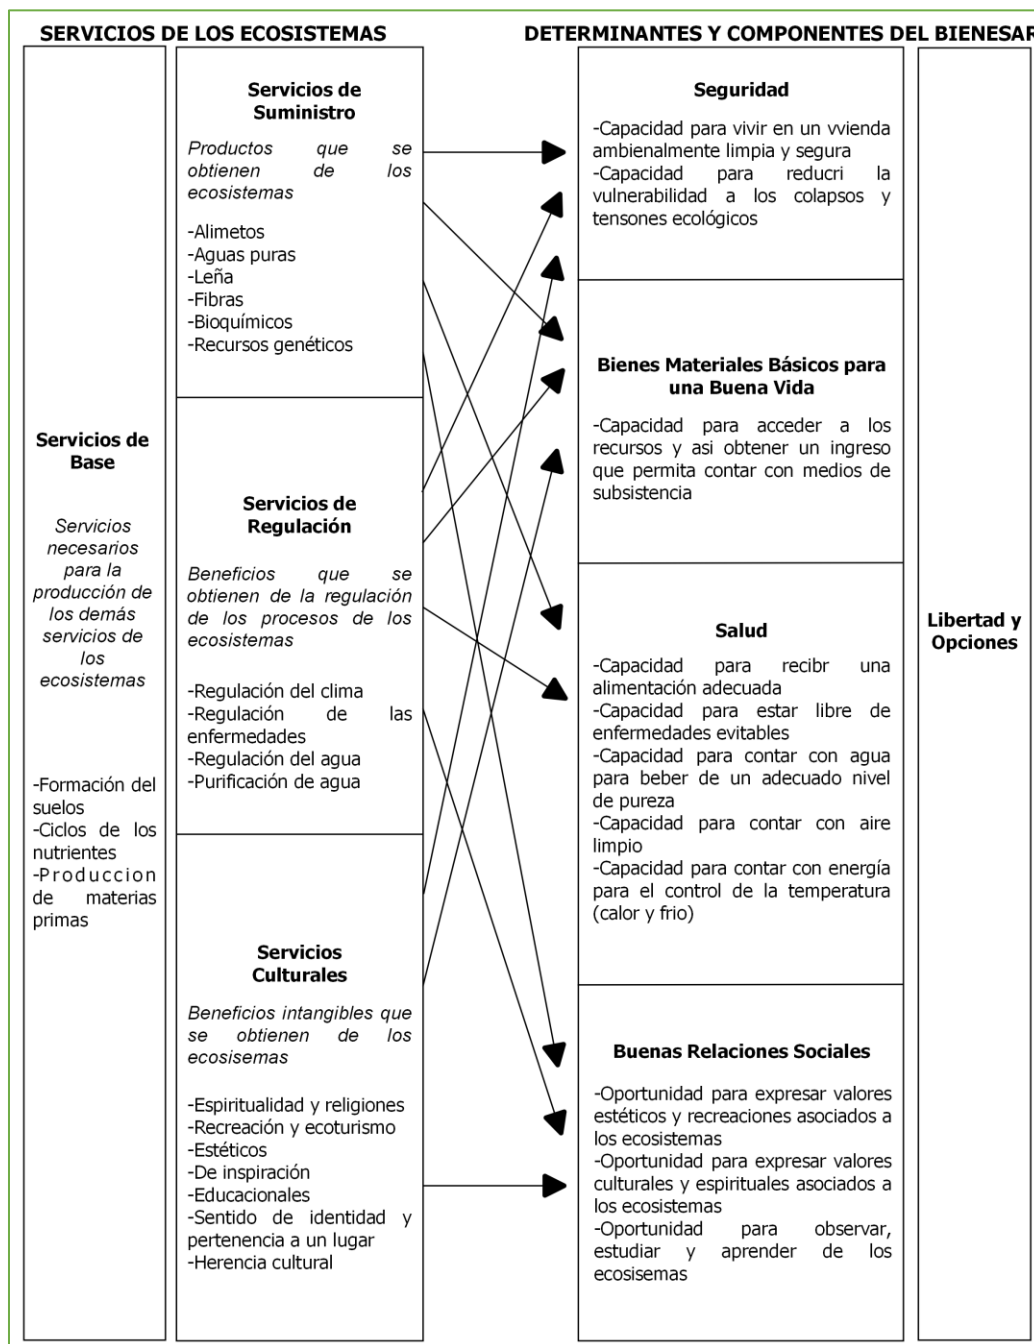 SERVICIOS DE LOS ECOSISTEMAS
DETERMINANTES Y COMPONENTES DEL BIENESAR
Servicios de
Base
Servicios
necesarios
para la
producción de
los demás
servicios de
los
ecosistemas
-Formación del
suelos
-Ciclos de los
nutrientes
-Produccion
de materias
primas
Servicios de
Suministro
Productos que se
obtienen de los
ecosistemas
-Alimetos
-Aguas puras
-Leña
-Fibras
-Bioquímicos
-Recursos genéticos
Servicios de
Regulación
Beneficios que se
obtienen de la regulación
de los procesos de los
ecosistemas
-Regulación del clima
-Regulación de las
enfermedades
-Regulación del agua
-Purificación de agua
Servicios
Culturales
Beneficios intangibles que
se obtienen de los
ecosisemas
-Espiritualidad y religiones
-Recreación y ecoturismo
-Estéticos
-De inspiración
-Educacionales
-Sentido de identidad y
pertenencia a un lugar
-Herencia cultural
Seguridad
-Capacidad para vivir en un vvienda
ambienalmente limpia y segura
-Capacidad para reducri la
vulnerabilidad a los colapsos y
tensones ecológicos
Bienes Materiales Básicos para
una Buena Vida
-Capacidad para acceder a los
recursos y asi obtener un ingreso
que permita contar con medios de
subsistencia
Salud
-Capacidad para recibr una
alimentación adecuada
-Capacidad para estar libre de
enfermedades evitables
-Capacidad para contar con agua
para beber de un adecuado nivel
de pureza
-Capacidad para contar con aire
limpio
-Capacidad para contar con energía
para el control de la temperatura
(calor y frio)
Buenas Relaciones Sociales
-Oportunidad para expresar valores
estéticos y recreaciones asociados a
los ecosistemas
-Oportunidad para expresar valores
culturales y espirituales asociados a
los ecosistemas
-Oportunidad para observar,
estudiar y aprender de los
ecosisemas
Libertad y
Opciones